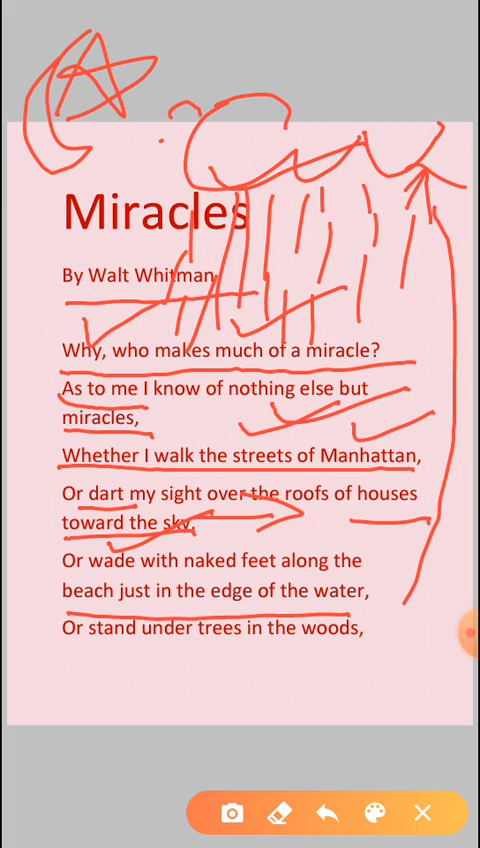 Miracles
By Walt Whitman
Why, who makes much of a miracle?
As to me I know of nothing else but
miracles,
Whether I walk the streets of Manhattan,
Or dart my sight over the roofs of houses
toward the sky,
Or wade with naked feet along the
beach just in the edge of the water,
Or stand under trees in the woods,